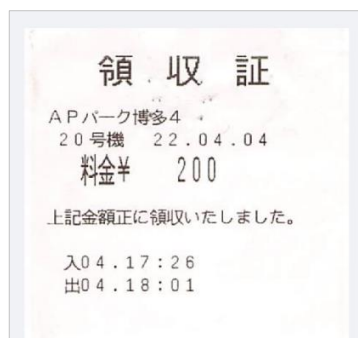 領収証
APパーク博多4
20号機 22.04.04
料金¥ 200
上記金額正に領収いたしました。
入04.17:26
出04.18:01